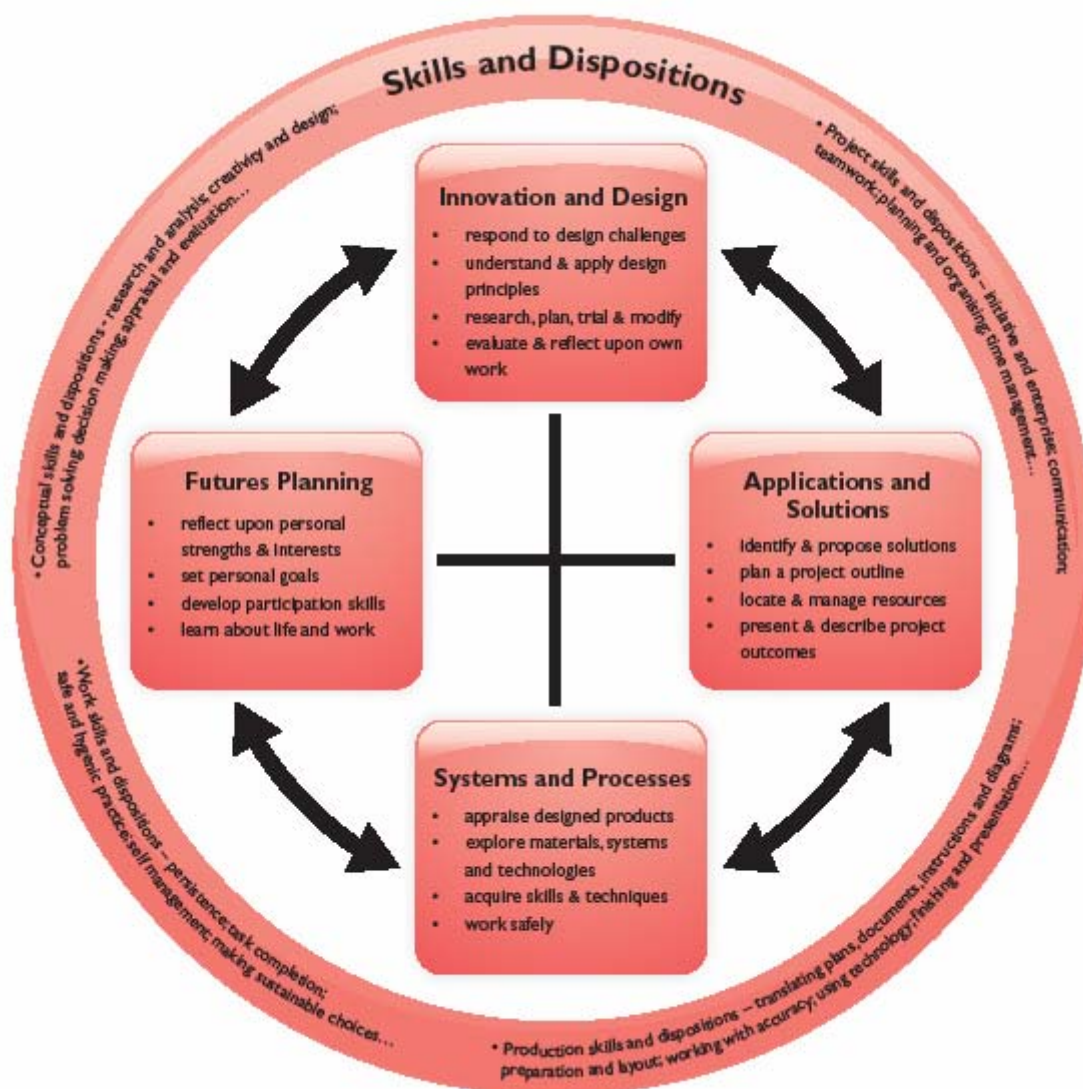 Skills and Dispositions
• Conceptual skills and dispositions - research and analysis; creativity and design;
problem solving; decision making; appraisal and evaluation…
• Project skills and dispositions – initiative and enterprise; communication;
teamwork; planning and organising; time management…
Innovation and Design
• respond to design challenges
• understand & apply design
principles
• research, plan, trial & modify
• evaluate & reflect upon own
work
Futures Planning
• reflect upon personal
strengths & interests
• set personal goals
• develop participation skills
• learn about life and work
Applications and
Solutions
• identify & propose solutions
• plan a project outline
• locate & manage resources
• present & describe project
outcomes
Systems and Processes
• appraise designed products
• explore materials, systems
and technologies
• acquire skills & techniques
• work safely
• Work skills and dispositions – persistence; task completion;
safe and hygenic practice; self management; making sustainable choices…
• Production skills and dispositions – translating plans, documents, instructions and diagrams;
preparation and layout; working with accuracy; using technology; finishing and presentation…